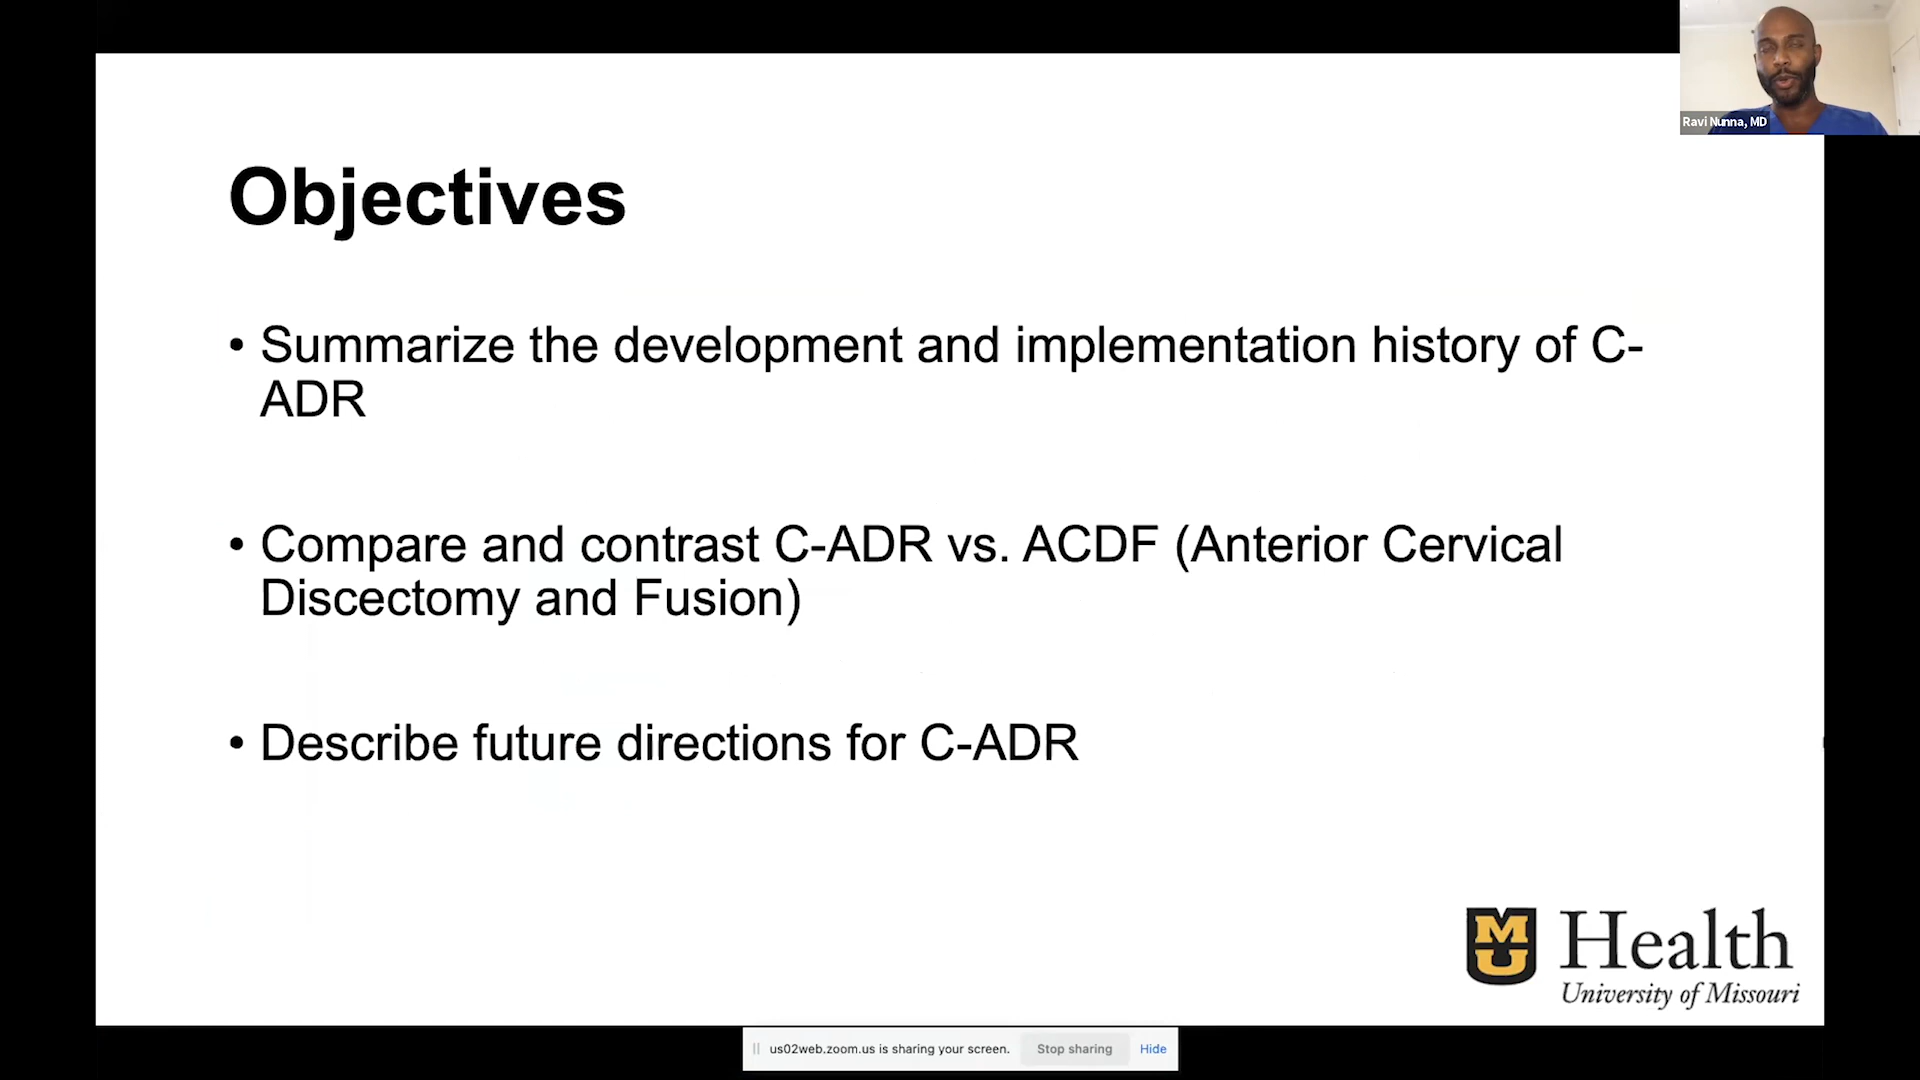 Ravi Nunna, MD
Objectives
• Summarize the development and implementation history of C-
ADR
• Compare and contrast C-ADR vs. ACDF (Anterior Cervical
Discectomy and Fusion)
• Describe future directions for C-ADR
MU Health
University of Missouri
us02web.zoom.us is sharing your screen. Stop sharing Hide